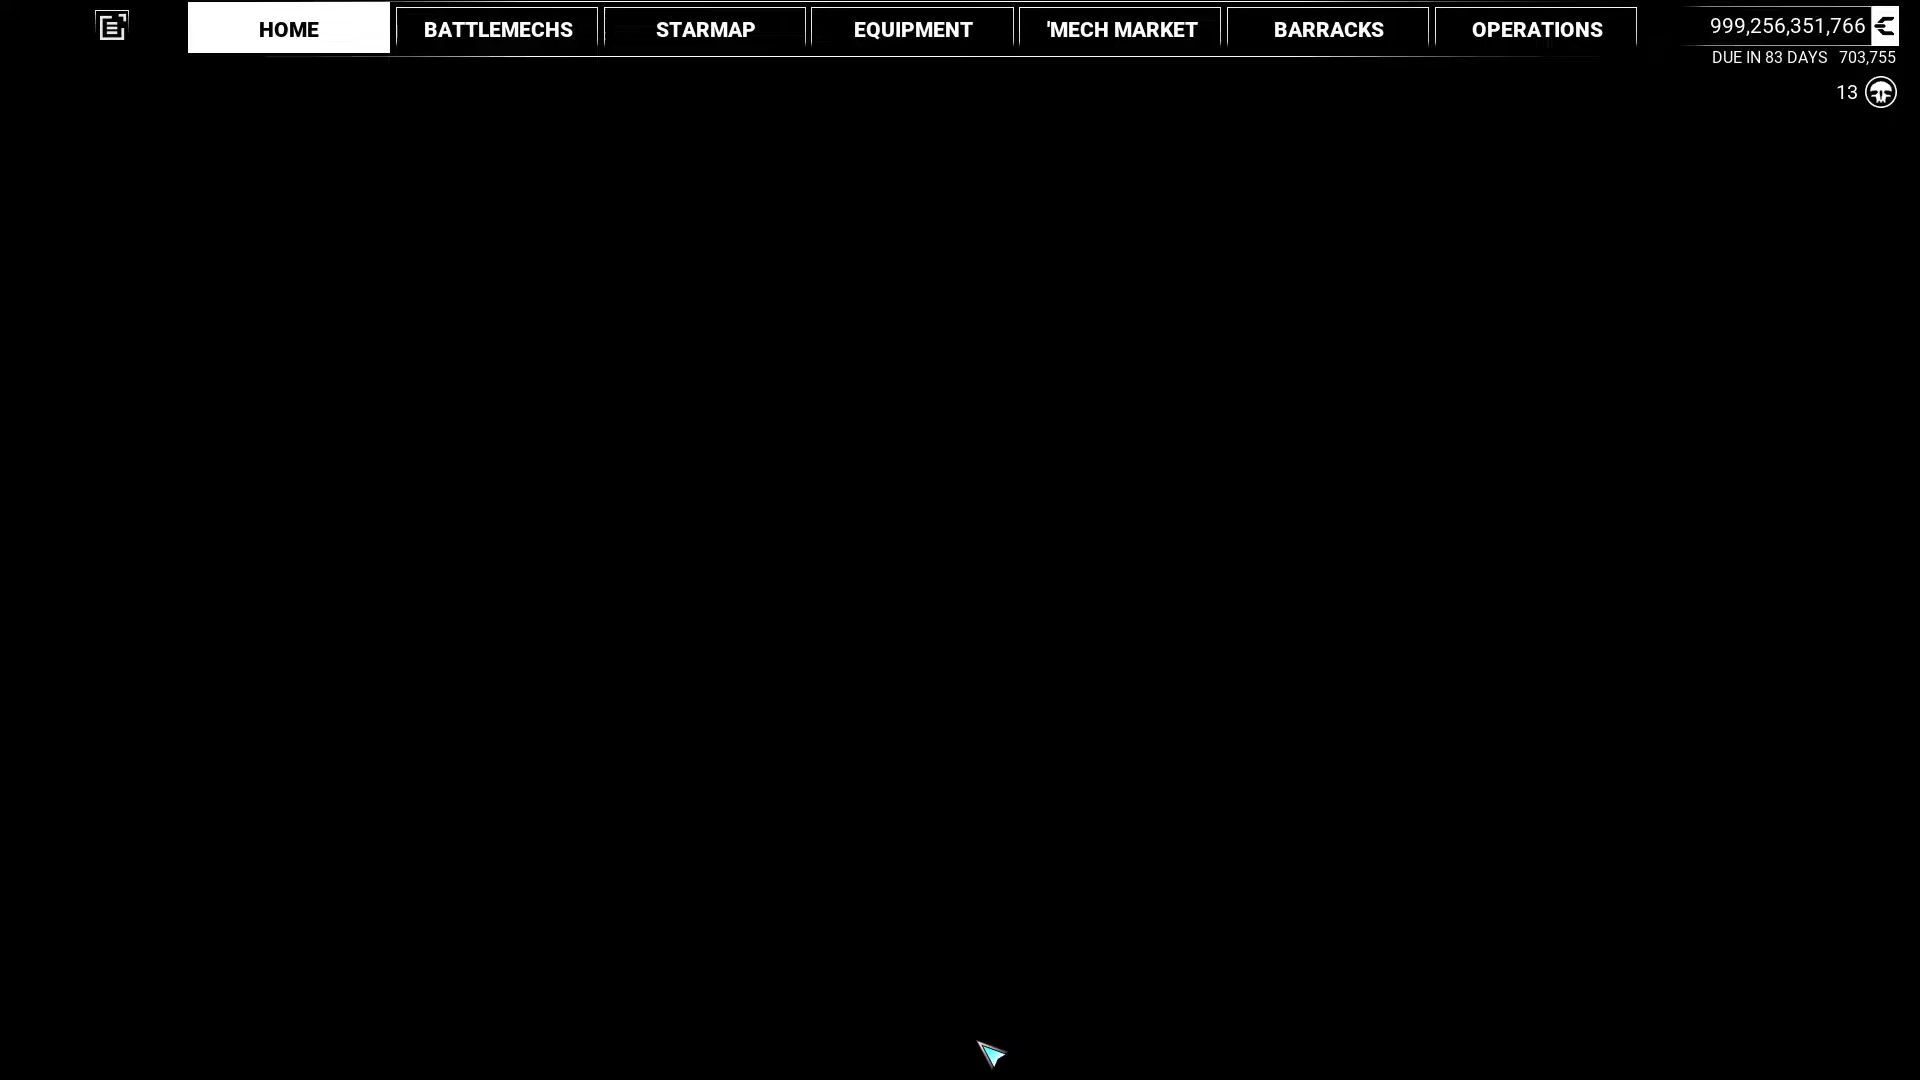 HOME
BATTLEMECHS
STARMAP
EQUIPMENT
'MECH MARKET
BARRACKS
OPERATIONS
999,256,351,766
DUE IN 83 DAYS 703,755
13